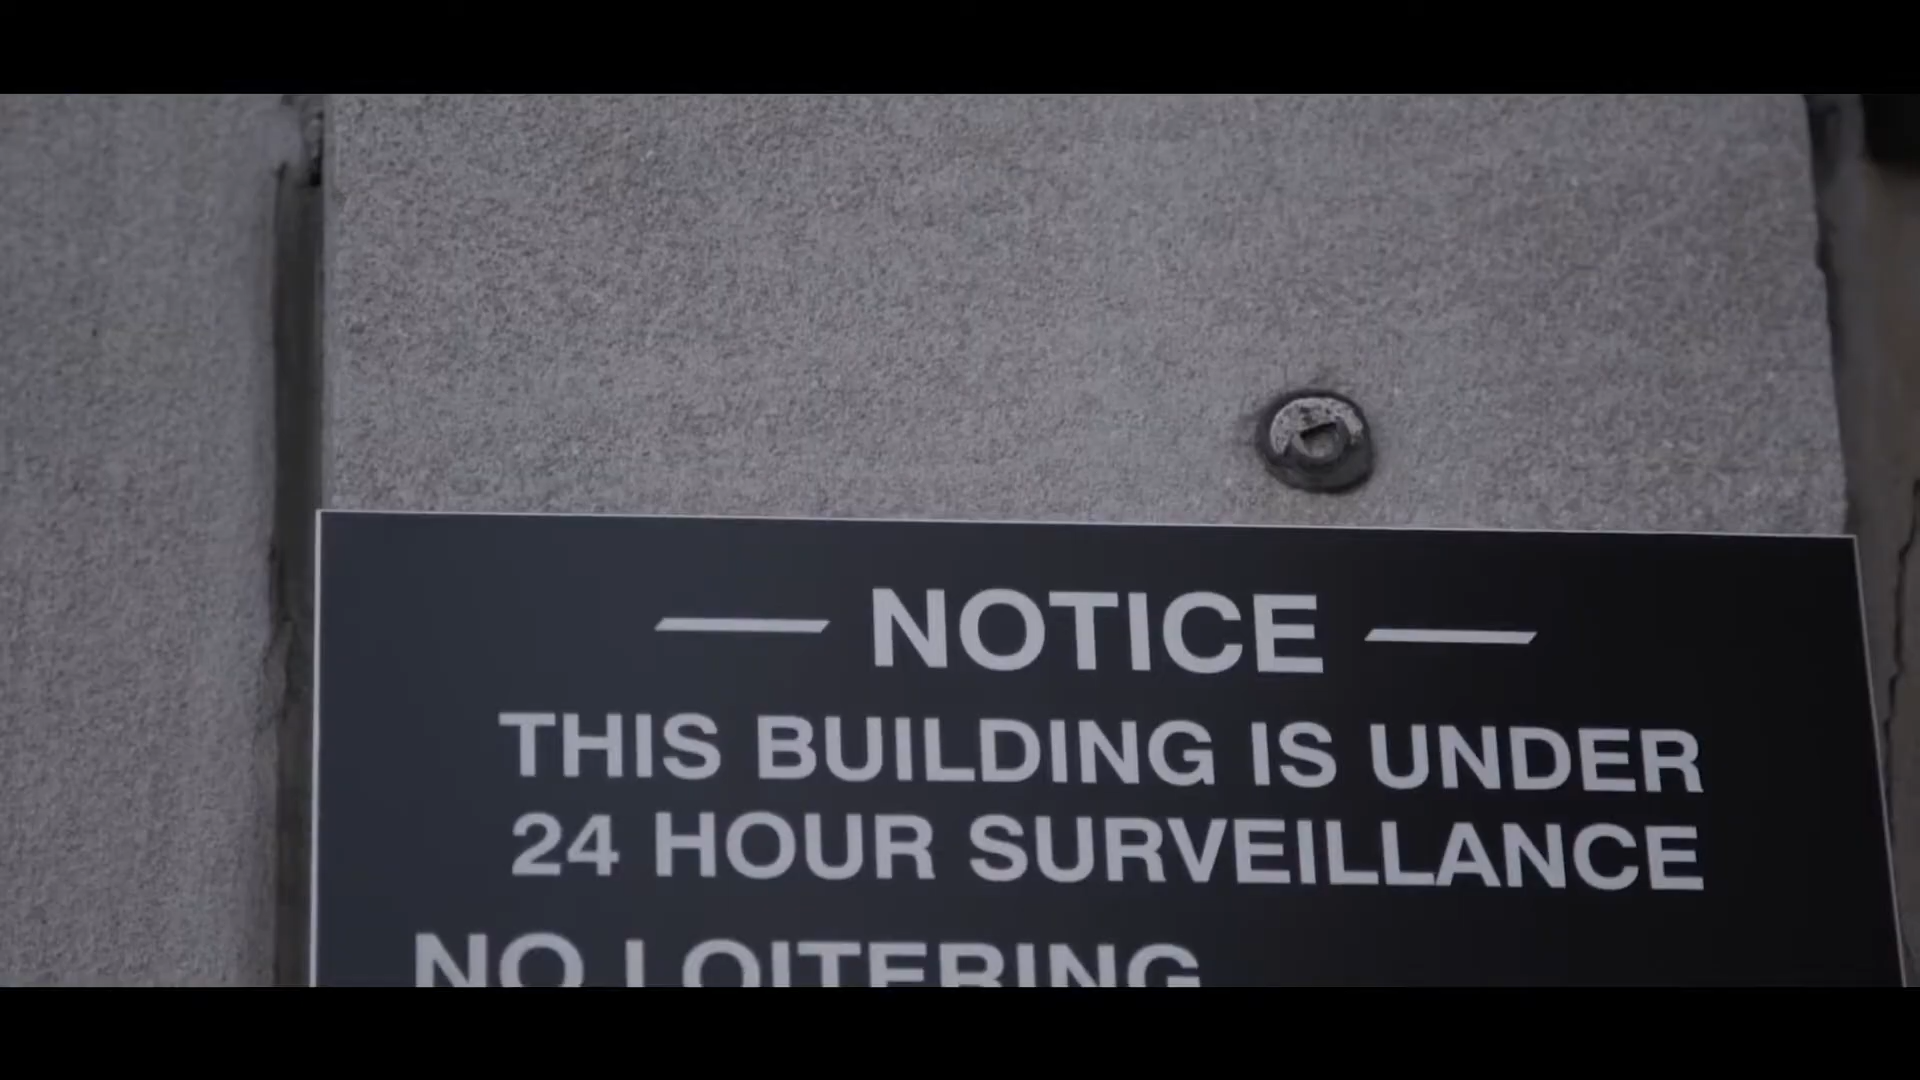 NOTICE
THIS BUILDING IS UNDER
24 HOUR SURVEILLANCE
NO LOITERING